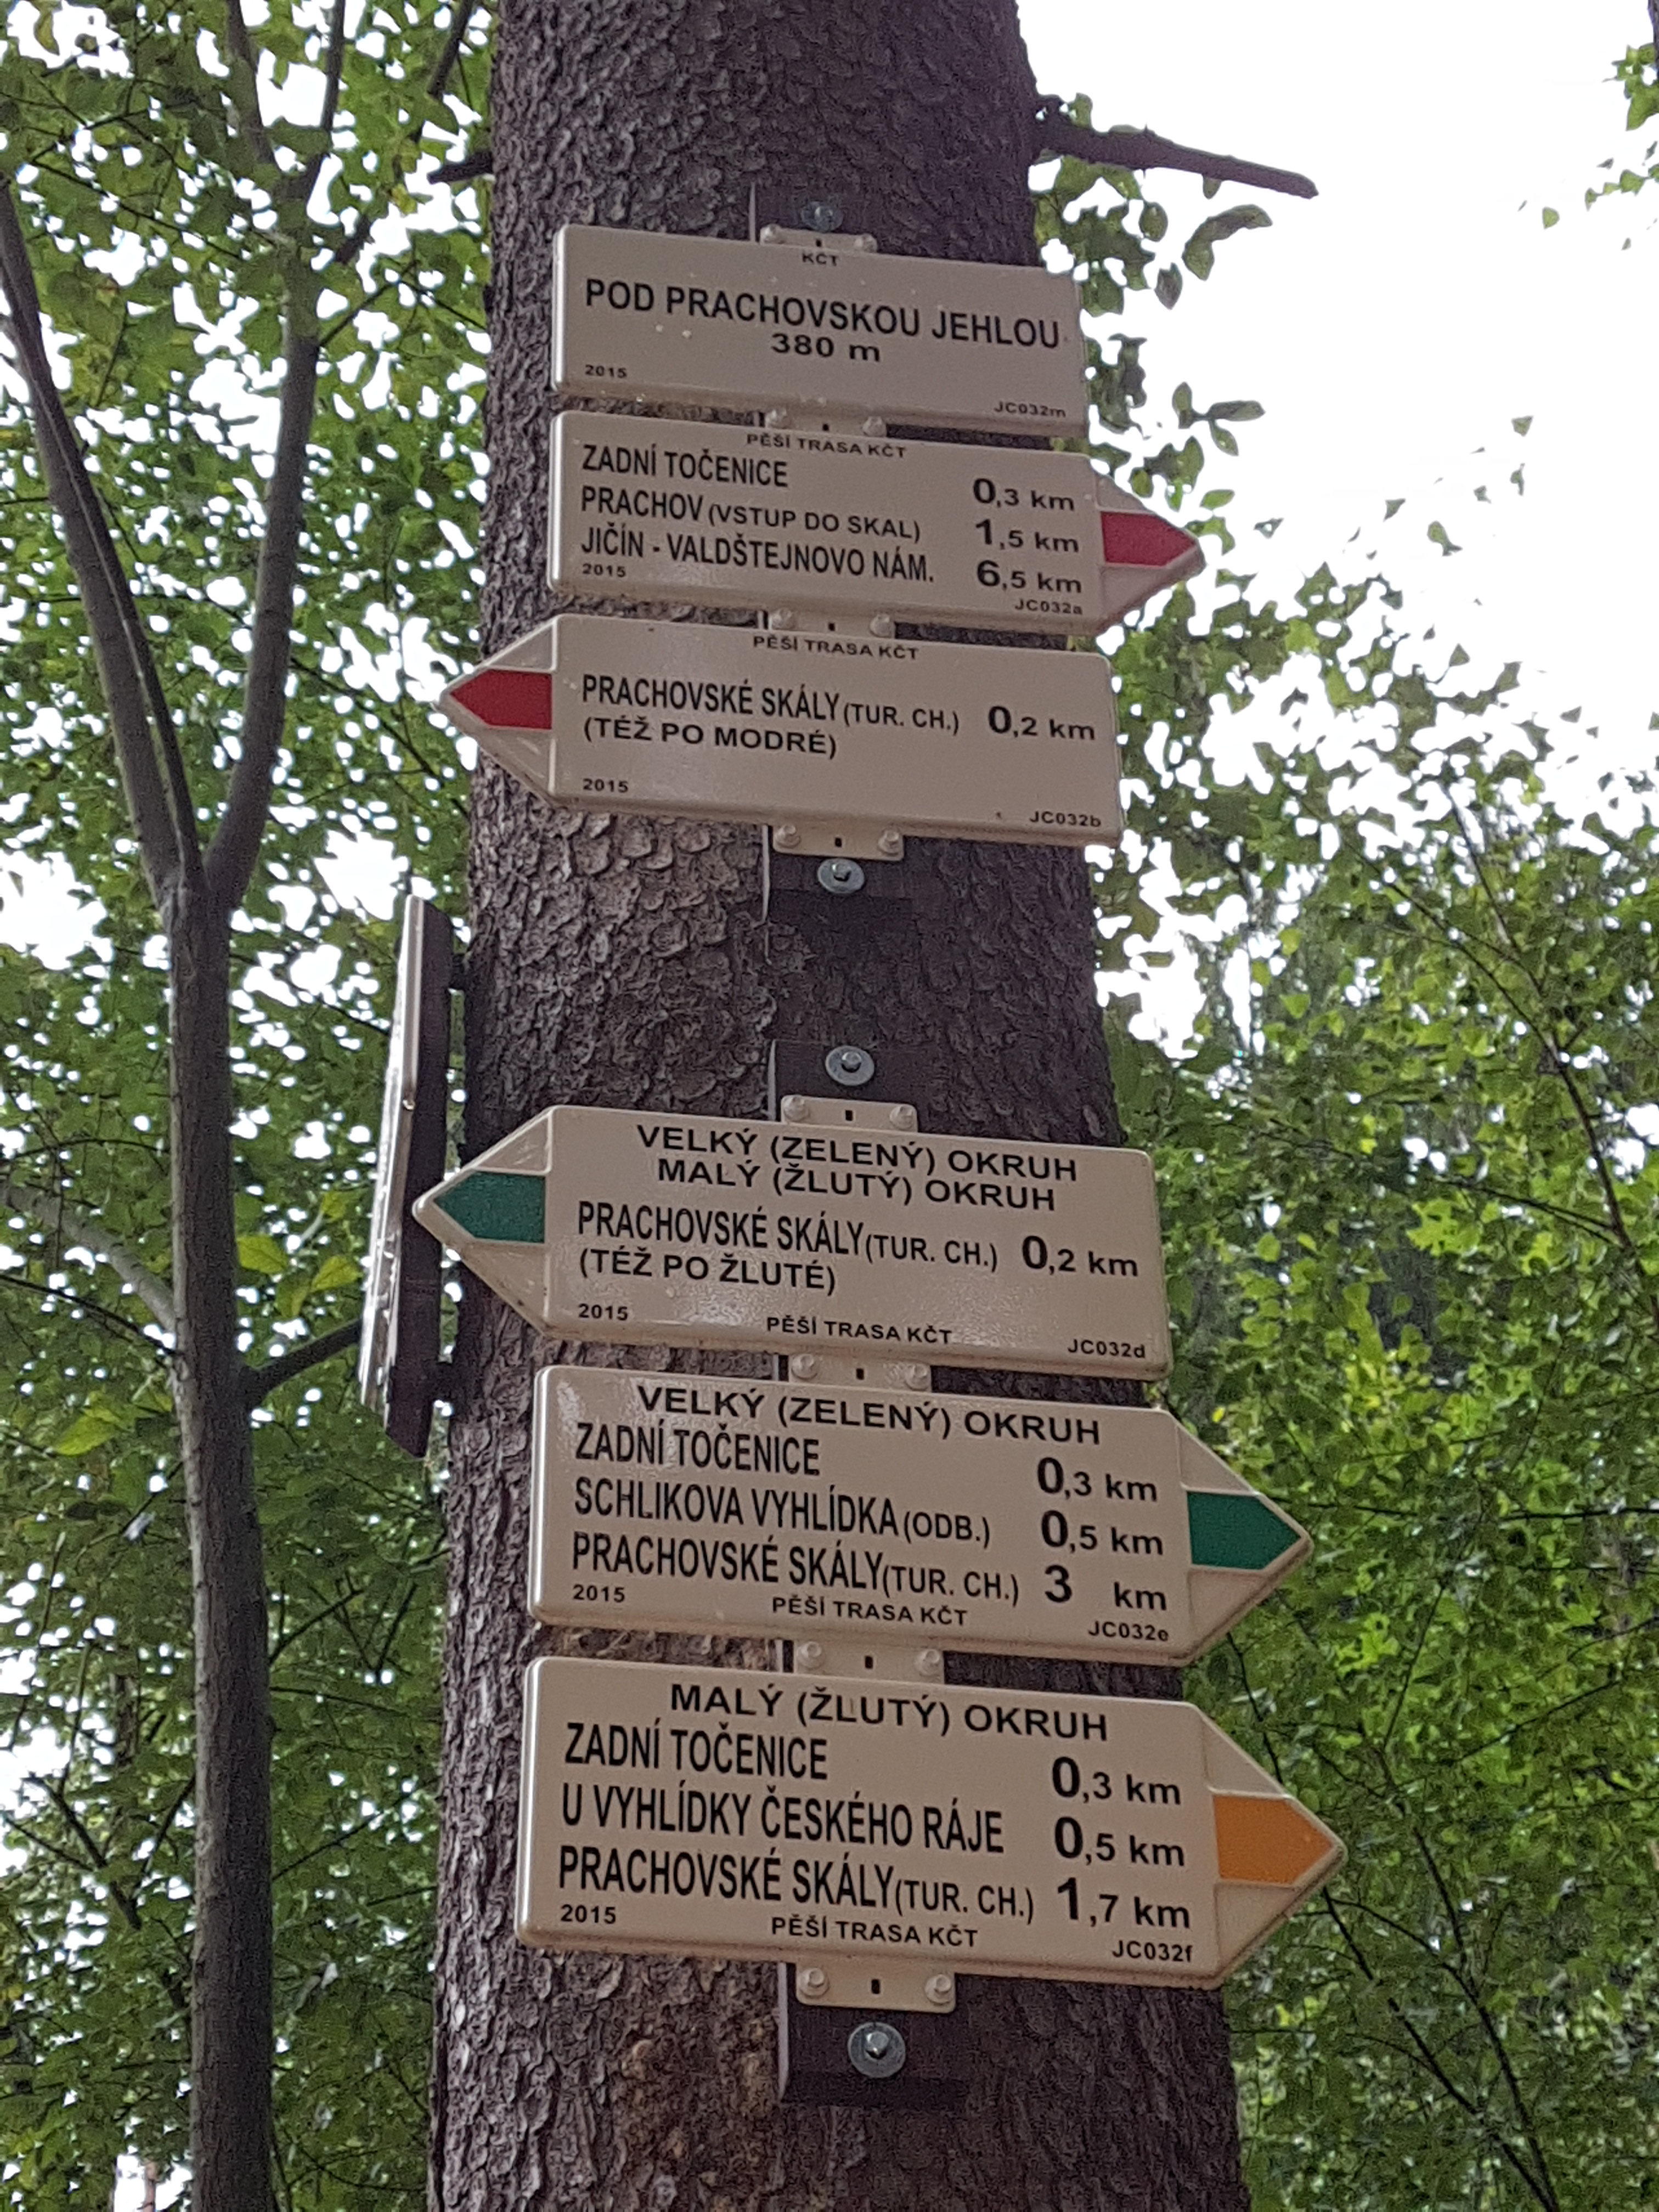 KČT
POD PRACHOVSKOU JEHLOU
380 m
2015 JC032m
PĚŠÍ TRASA KČT
ZADNÍ TOČENICE 0,3 km
PRACHOV (VSTUP DO SKAL) 1,5 km
JIČÍN - VALDŠTEJNOVO NÁM. 6,5 km
2015 JC032a
PĚŠÍ TRASA KČT
PRACHOVSKÉ SKÁLY (TUR. CH.) 0,2 km
(TÉŽ PO MODRÉ)
2015 JC032b
VELKÝ (ZELENÝ) OKRUH
MALÝ (ŽLUTÝ) OKRUH
PRACHOVSKÉ SKÁLY (TUR. CH.) 0,2 km
(TÉŽ PO ŽLUTÉ)
2015 PĚŠÍ TRASA KČT JC032d
VELKÝ (ZELENÝ) OKRUH
ZADNÍ TOČENICE 0,3 km
SCHLIKOVA VYHLÍDKA (ODB.) 0,5 km
PRACHOVSKÉ SKÁLY (TUR. CH.) 3 km
2015 PĚŠÍ TRASA KČT JC032e
MALÝ (ŽLUTÝ) OKRUH
ZADNÍ TOČENICE 0,3 km
U VYHLÍDKY ČESKÉHO RÁJE 0,5 km
PRACHOVSKÉ SKÁLY (TUR. CH.) 1,7 km
2015 PĚŠÍ TRASA KČT JC032f